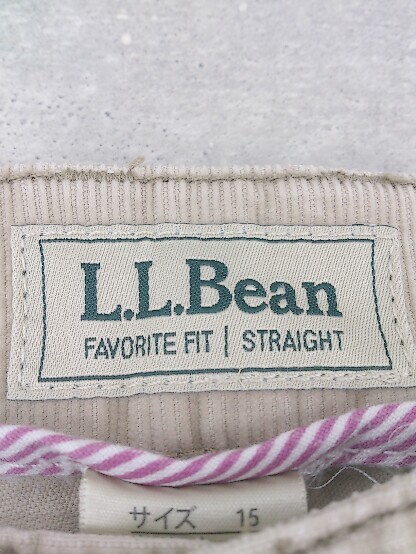 L.L.Bean
FAVORITE FIT | STRAIGHT
サイズ 15